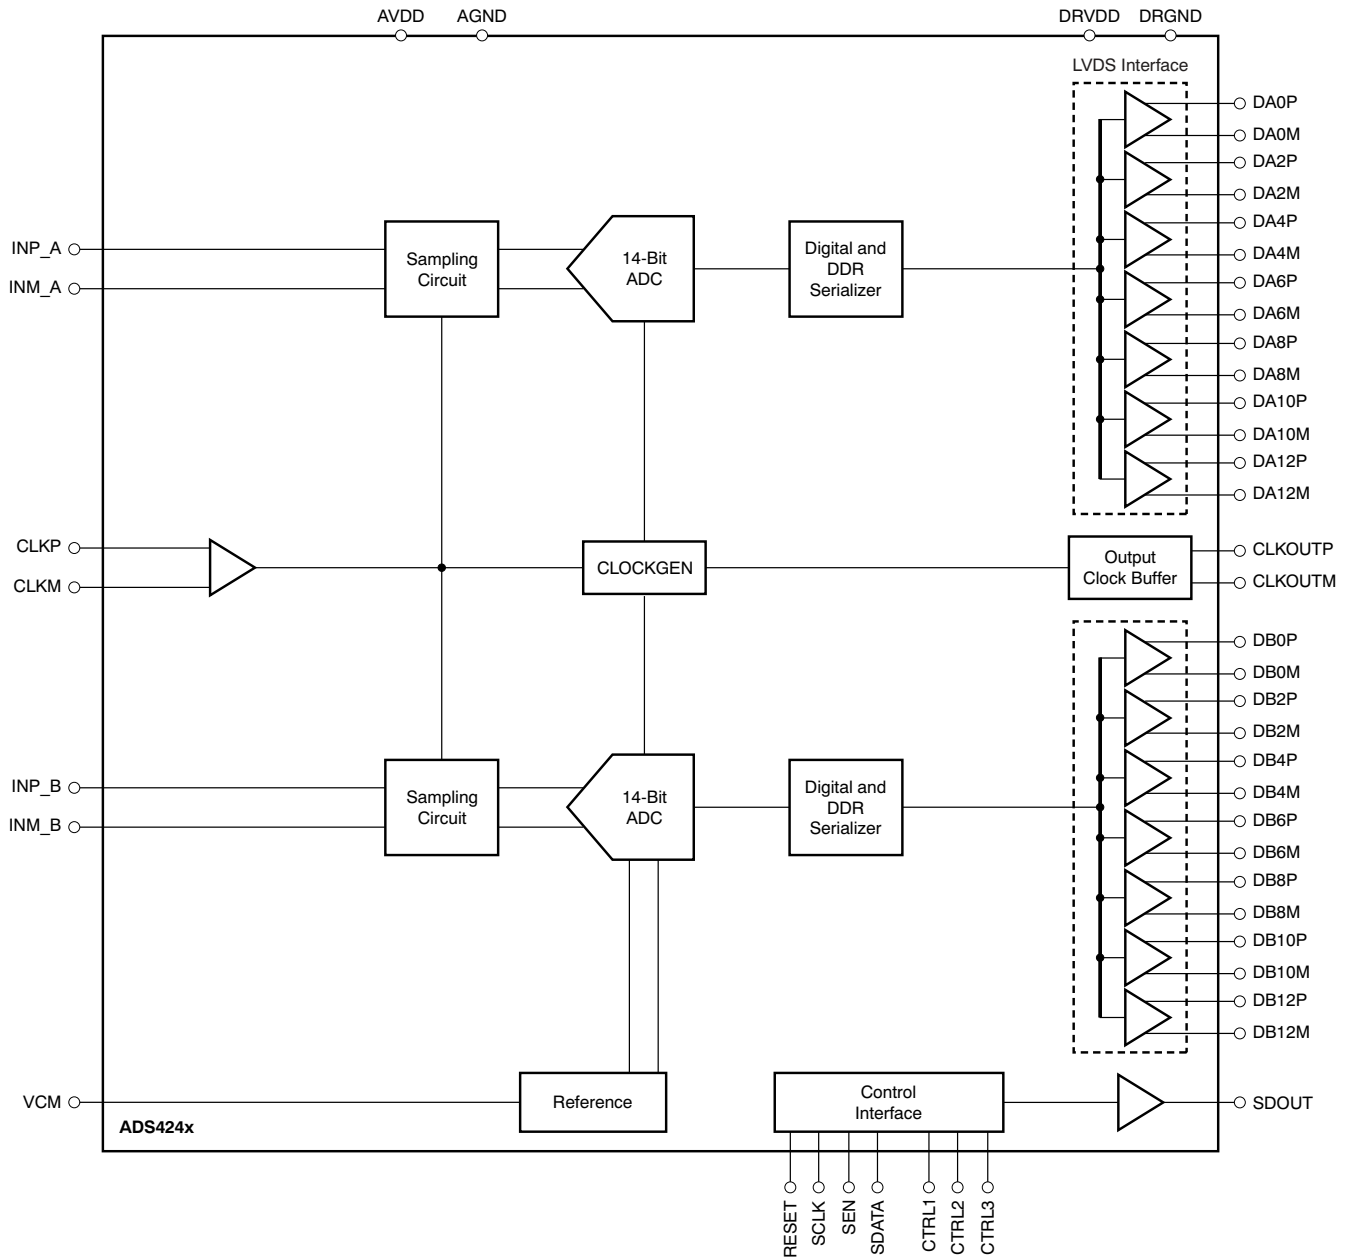 AVDD AGND DRVDD DRGND
LVDS Interface
DA0P
DA0M
DA2P
DA2M
DA4P
DA4M
DA6P
DA6M
DA8P
DA8M
DA10P
DA10M
DA12P
DA12M
INP_A
INM_A
Sampling
Circuit
14-Bit
ADC
Digital and
DDR
Serializer
CLKP
CLKM
CLOCKGEN
Output
Clock Buffer
CLKOUTP
CLKOUTM
DB0P
DB0M
DB2P
DB2M
DB4P
DB4M
DB6P
DB6M
DB8P
DB8M
DB10P
DB10M
DB12P
DB12M
INP_B
INM_B
Sampling
Circuit
14-Bit
ADC
Digital and
DDR
Serializer
VCM
Reference
Control
Interface
SDOUT
ADS424x
RESET
SCLK
SEN
SDATA
CTRL1
CTRL2
CTRL3